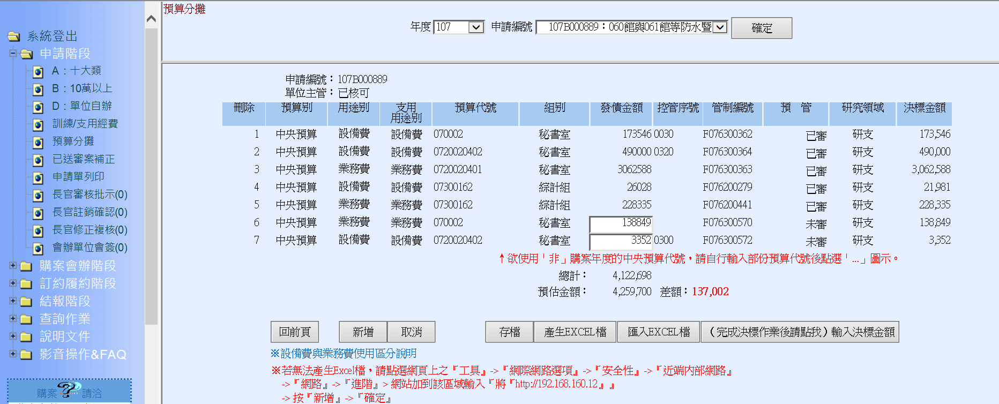 系統登出
申請階段
A：十大類
B：10萬以上
D：單位自辦
訓練/支用經費
預算分攤
已送審案補正
申請單列印
長官審核批示(0)
長官註銷確認(0)
長官修正複核(0)
會辦單位會簽(0)
購案會辦階段
訂約履約階段
結報階段
查詢作業
說明文件
影音操作&FAQ
購案 請洽
預算分攤
年度 107 申請編號 107B000889：060館與061館等防水暨 確定
申請編號：107B000889
單位主管：已核可
刪除 預算別 用途別 支用用途別 預算代號 組別 發債金額 控管序號 管制編號 預 管 研究領域 決標金額
1 中央預算 設備費 設備費 070002 秘書室 173546 0030 F076300362 已審 研支 173,546
2 中央預算 設備費 設備費 0720020402 秘書室 490000 0320 F076300364 已審 研支 490,000
3 中央預算 業務費 業務費 0720020401 秘書室 3062588 F076300363 已審 研支 3,062,588
4 中央預算 設備費 設備費 07300162 綜計組 26028 F076200279 已審 研支 21,981
5 中央預算 業務費 業務費 07300162 綜計組 228335 F076200441 已審 研支 228,335
6 中央預算 業務費 業務費 070002 秘書室 138849 F076300570 未審 研支 138,849
7 中央預算 設備費 設備費 0720020402 秘書室 3352 0300 F076300572 未審 研支 3,352
↑欲使用「非」購案年度的中央預算代號，請自行輸入部份預算代號後點選「...」圖示。
總計： 4,122,698
預估金額： 4,259,700 差額：137,002
回前頁 新增 取消 存檔 產生EXCEL檔 匯入EXCEL檔 （完成決標作業後請點我）輸入決標金額
※設備費與業務費使用區分說明
※若無法產生Excel檔，請點選網頁上之『工具』->『網際網路選項』->『安全性』->『近端內部網路』
->『網路』->『進階』> 網站加到該區域輸入『將『http://192.168.160.12』』
-> 按『新增』->『確定』